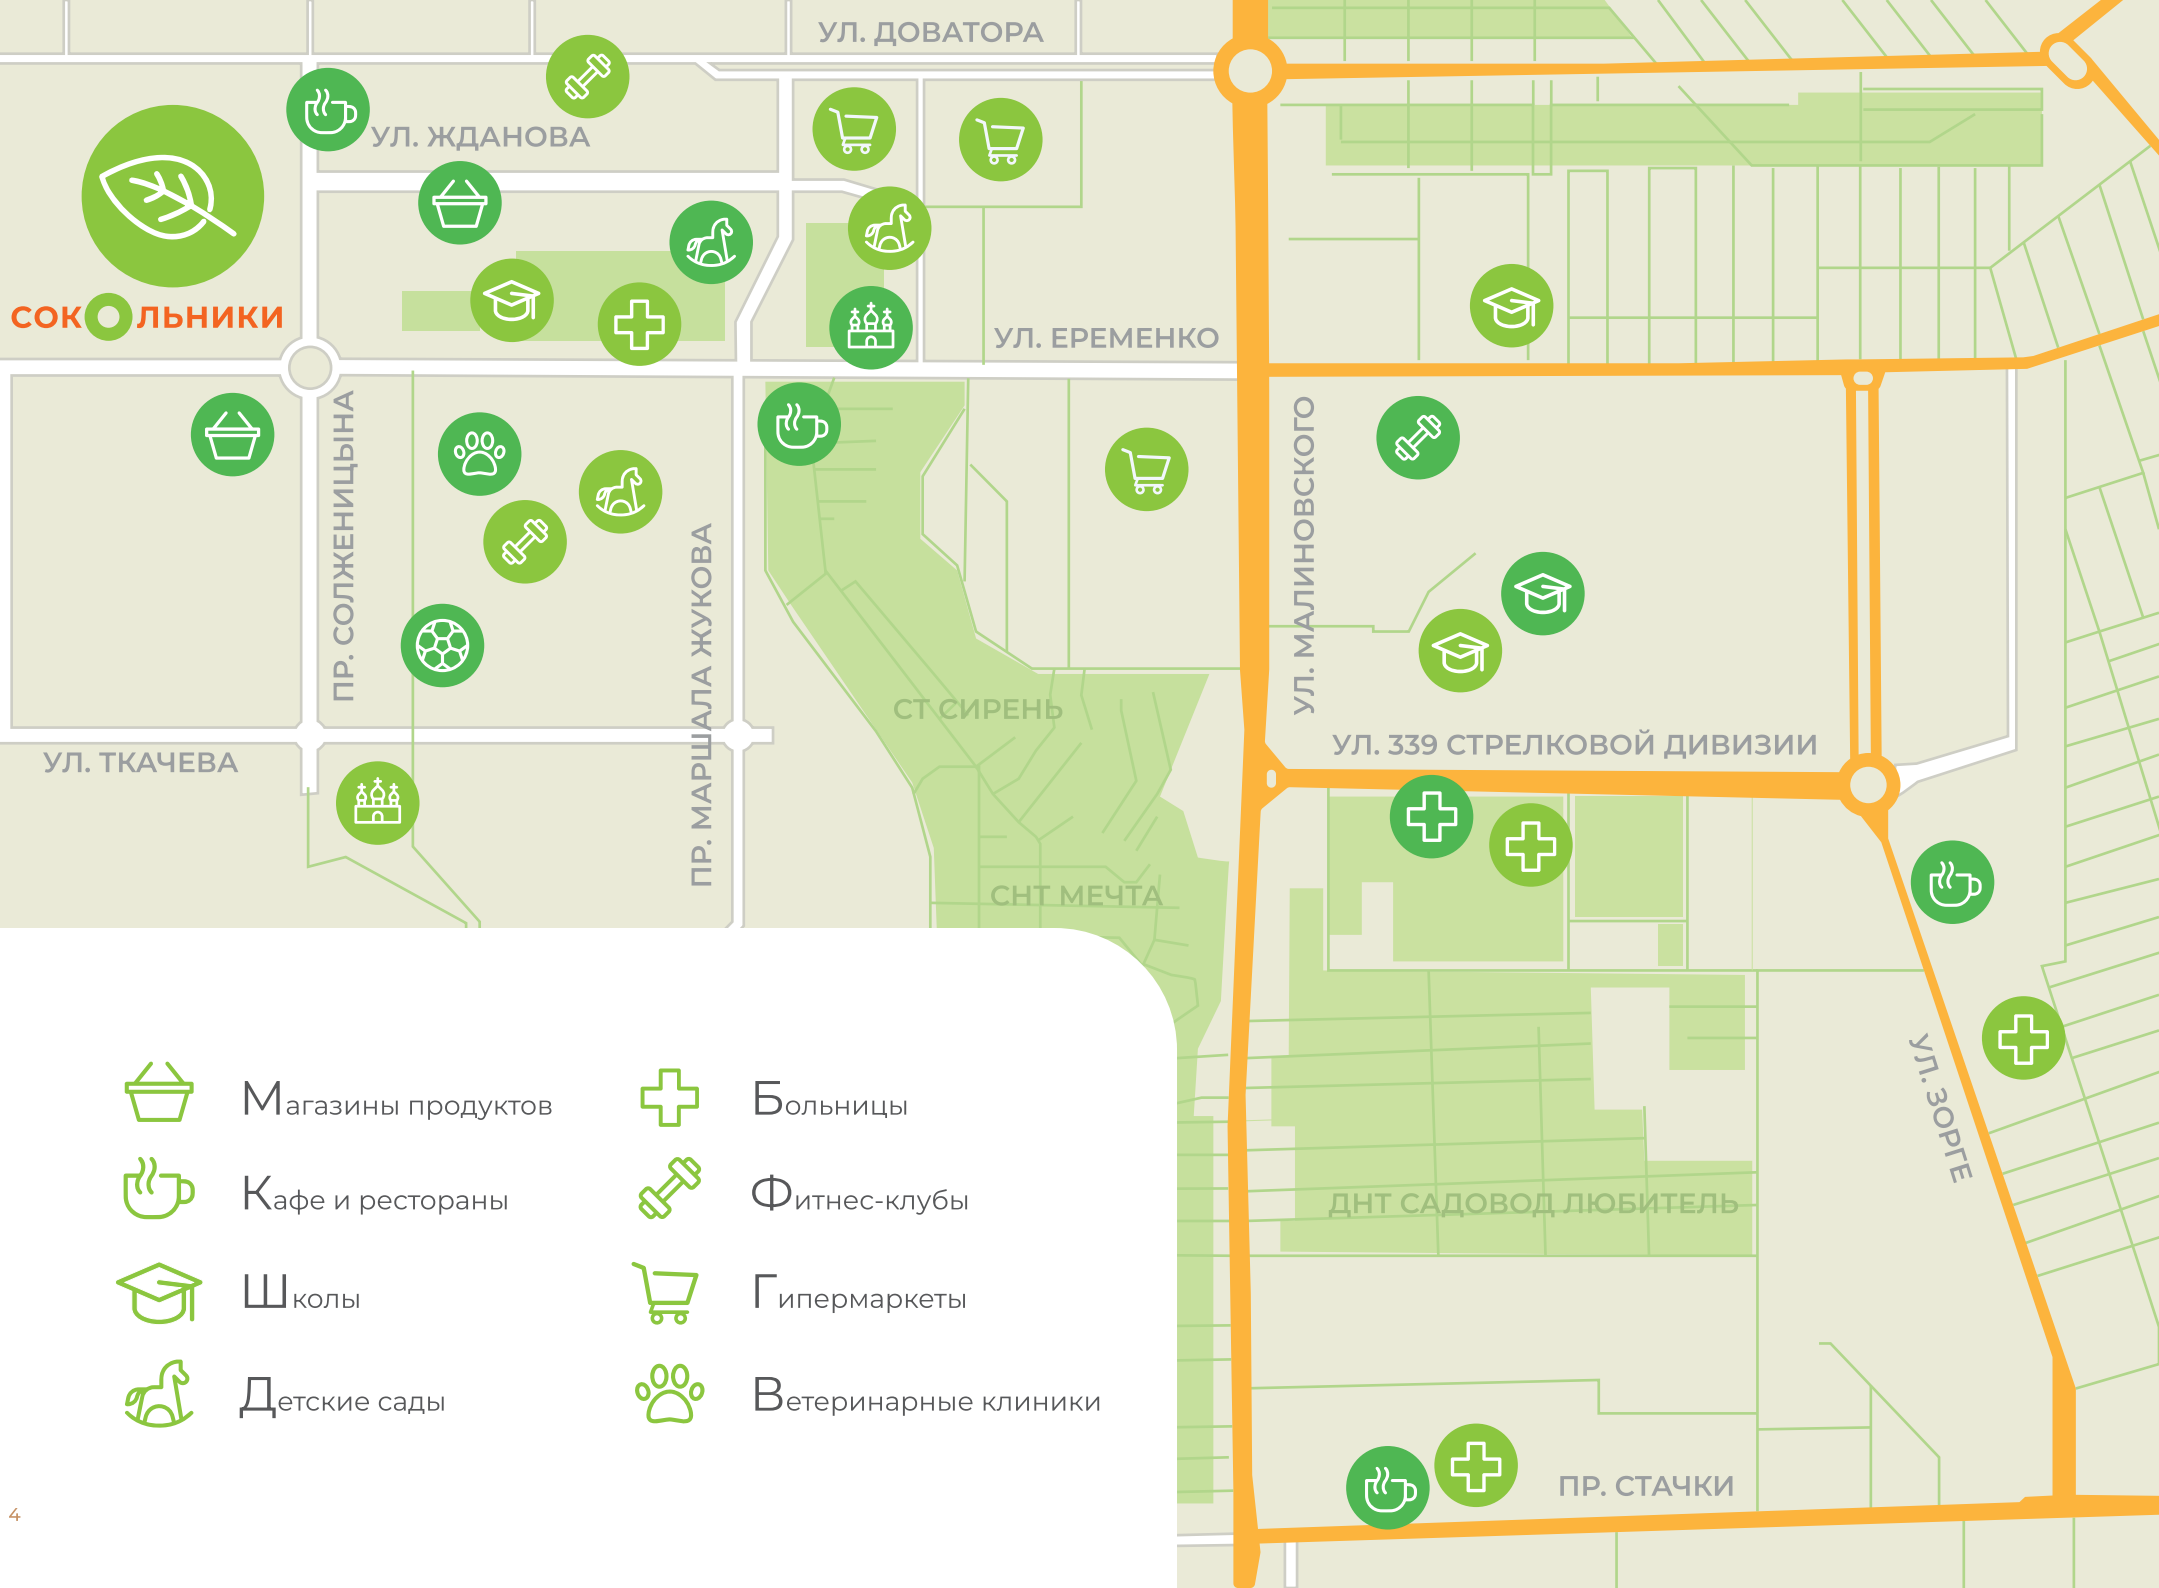 УЛ. ДОВАТОРА
УЛ. ЖДАНОВА
СОКОЛЬНИКИ
УЛ. ЕРЕМЕНКО
ПР. СОЛЖЕНИЦЫНА
УЛ. МАЛИНОВСКОГО
ПР. МАРШАЛА ЖУКОВА
СТ СИРЕНЬ
УЛ. 339 СТРЕЛКОВОЙ ДИВИЗИИ
УЛ. ТКАЧЕВА
СНТ МЕЧТА
УЛ. ЗОРГЕ
ДНТ САДОВОД ЛЮБИТЕЛЬ
ПР. СТАЧКИ
Магазины продуктов
Кафе и рестораны
Школы
Детские сады
Больницы
Фитнес-клубы
Гипермаркеты
Ветеринарные клиники
4